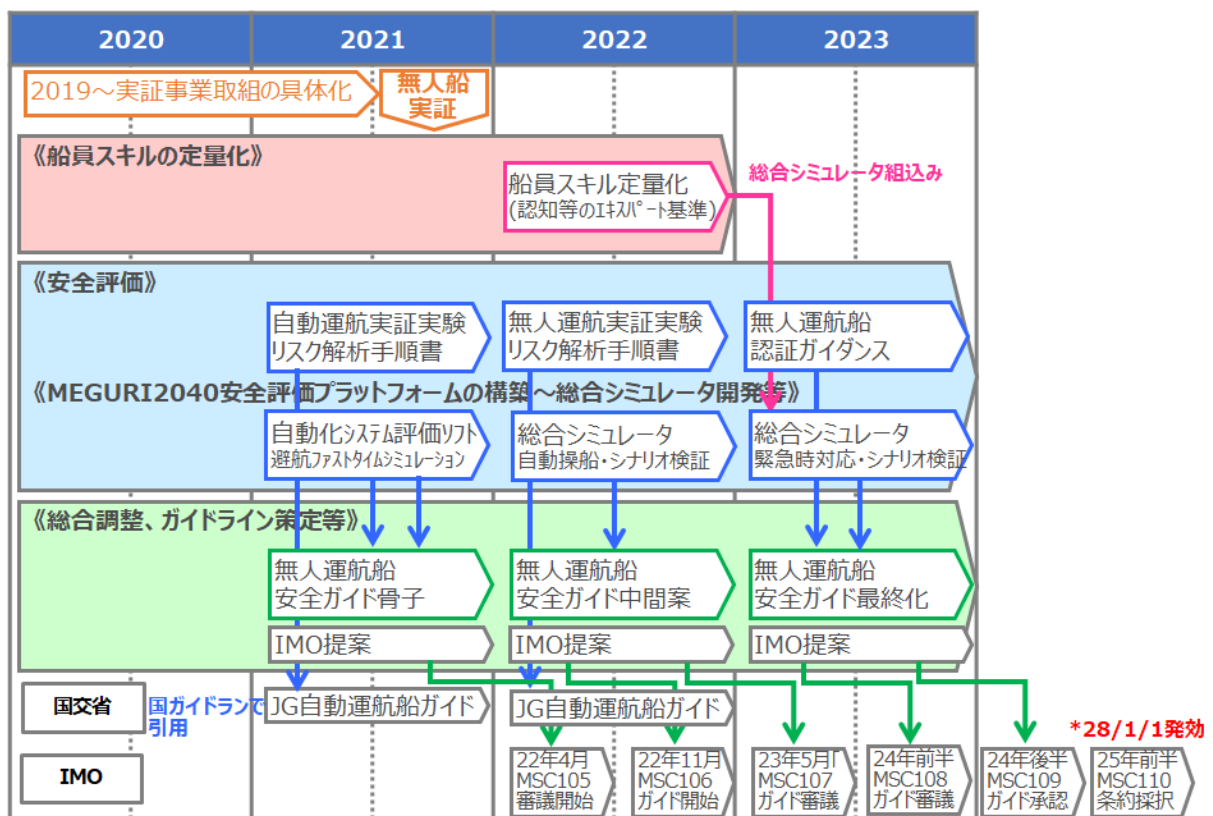 2020
2021
2022
2023
2019～実証事業取組の具体化
無人船
実証
《船員スキルの定量化》
船員スキル定量化
(認知等のｴｷｽﾊﾟｰﾄ基準)
総合シミュレータ組込み
《安全評価》
自動運航実証実験
リスク解析手順書
無人運航実証実験
リスク解析手順書
無人運航船
認証ガイダンス
《MEGURI2040安全評価プラットフォームの構築～総合シミュレータ開発等》
自動化ｼｽﾃﾑ評価ｿﾌﾄ
避航ﾌｧｽﾄﾀｲﾑｼﾐｭﾚｰｼｮﾝ
総合シミュレータ
自動操船・シナリオ検証
総合シミュレータ
緊急時対応・シナリオ検証
《総合調整、ガイドライン策定等》
無人運航船
安全ガイド骨子
無人運航船
安全ガイド中間案
無人運航船
安全ガイド最終化
IMO提案
IMO提案
IMO提案
国交省
国ガイドランで
引用
JG自動運航船ガイド
JG自動運航船ガイド
*28/1/1発効
IMO
22年4月
MSC105
審議開始
22年11月
MSC106
ガイド開始
23年5月｢
MSC107
ガイド審議
24年前半
MSC108
ガイド審議
24年後半
MSC109
ガイド承認
25年前半
MSC110
条約採択